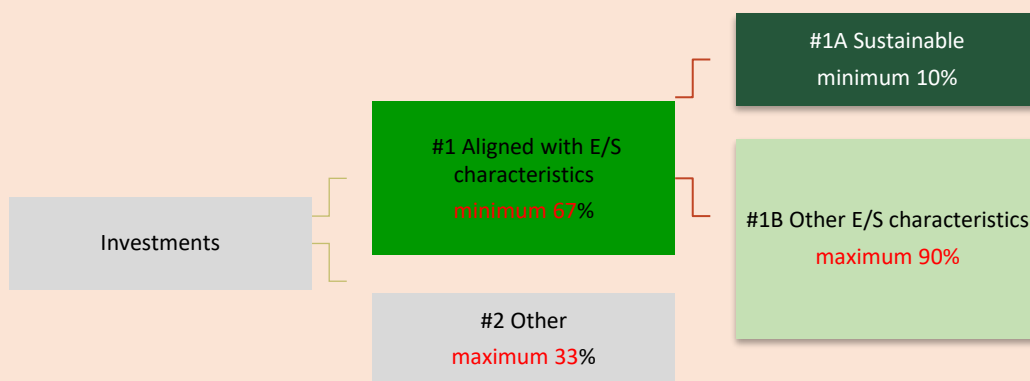 #1A Sustainable
minimum 10%
#1 Aligned with E/S
characteristics
minimum 67%
Investments
#1B Other E/S characteristics
maximum 90%
#2 Other
maximum 33%